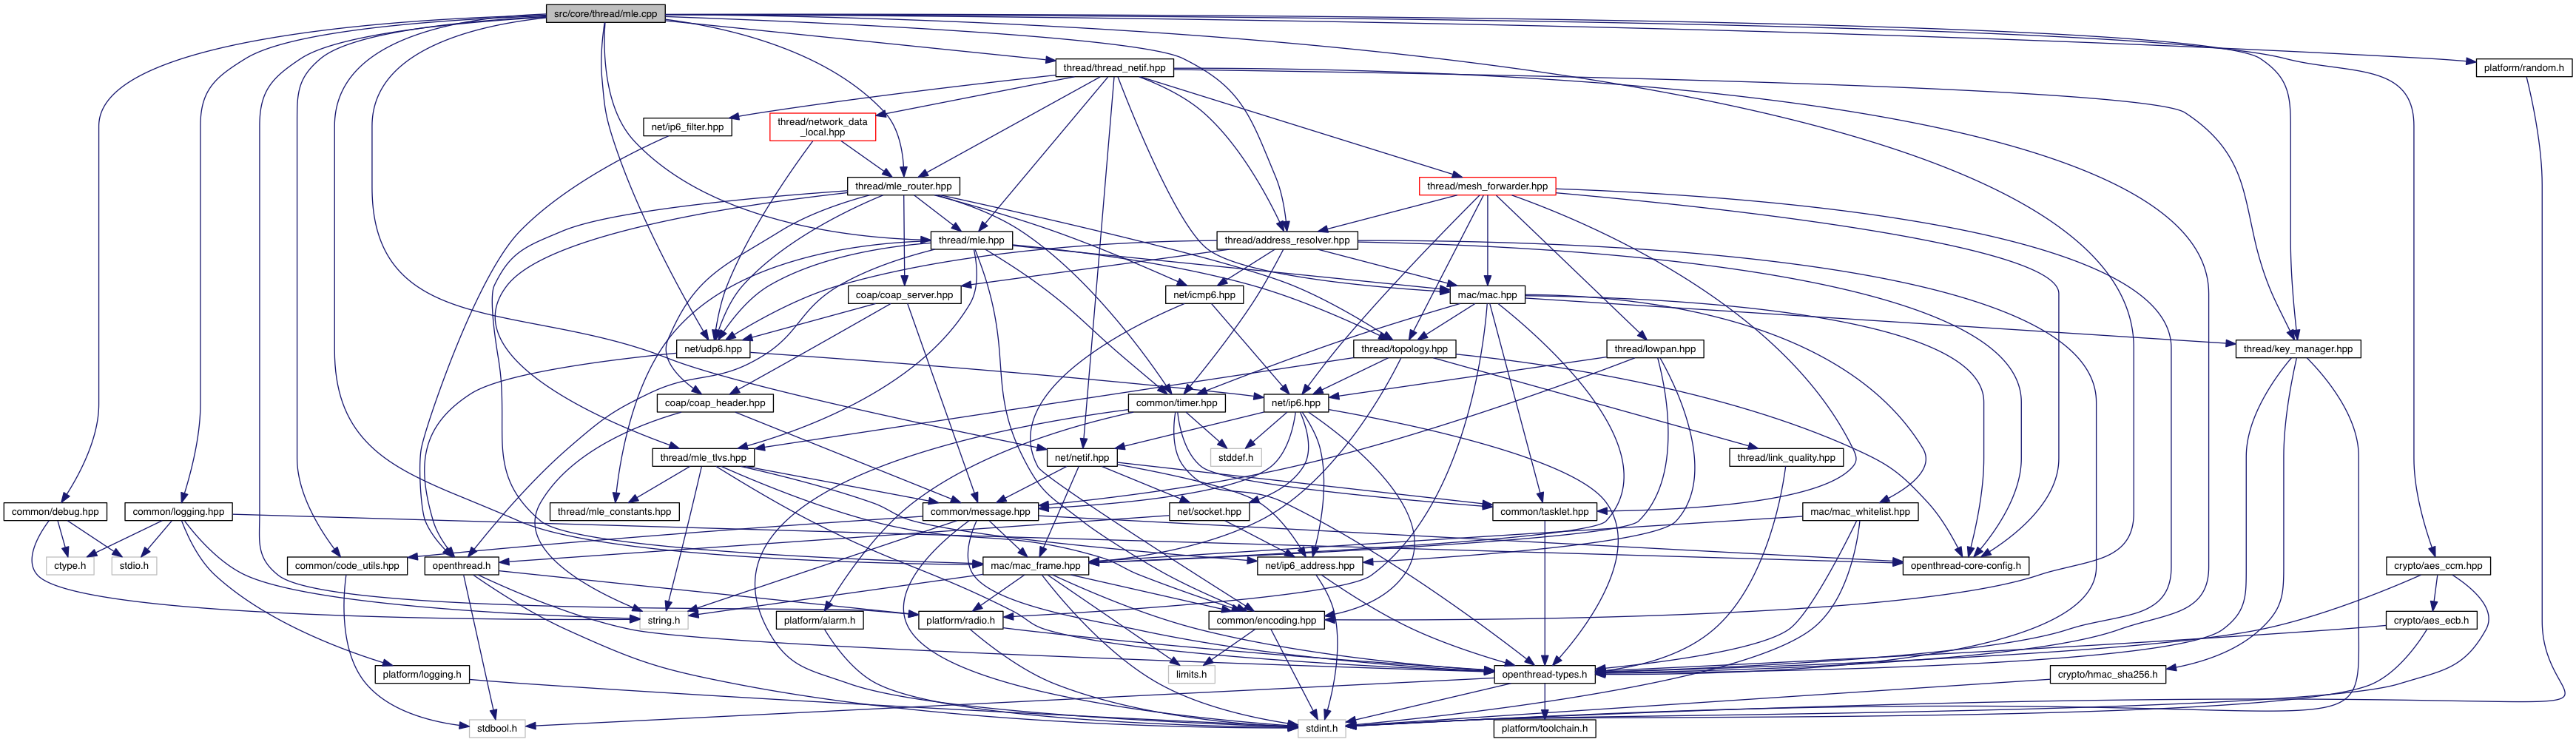 src/core/thread/mle.cpp
thread/thread_netif.hpp
platform/random.h
net/ip6_filter.hpp
thread/network_data
_local.hpp
thread/mle_router.hpp
thread/mesh_forwarder.hpp
thread/mle.hpp
thread/address_resolver.hpp
coap/coap_server.hpp
net/icmp6.hpp
mac/mac.hpp
net/udp6.hpp
thread/topology.hpp
thread/lowpan.hpp
thread/key_manager.hpp
coap/coap_header.hpp
common/timer.hpp
net/ip6.hpp
thread/mle_tlvs.hpp
net/netif.hpp
stddef.h
thread/link_quality.hpp
common/debug.hpp
common/logging.hpp
thread/mle_constants.hpp
common/message.hpp
net/socket.hpp
common/tasklet.hpp
mac/mac_whitelist.hpp
ctype.h
stdio.h
common/code_utils.hpp
openthread.h
mac/mac_frame.hpp
net/ip6_address.hpp
openthread-core-config.h
crypto/aes_ccm.hpp
string.h
platform/alarm.h
platform/radio.h
common/encoding.hpp
crypto/aes_ecb.h
platform/logging.h
limits.h
openthread-types.h
crypto/hmac_sha256.h
stdbool.h
stdint.h
platform/toolchain.h